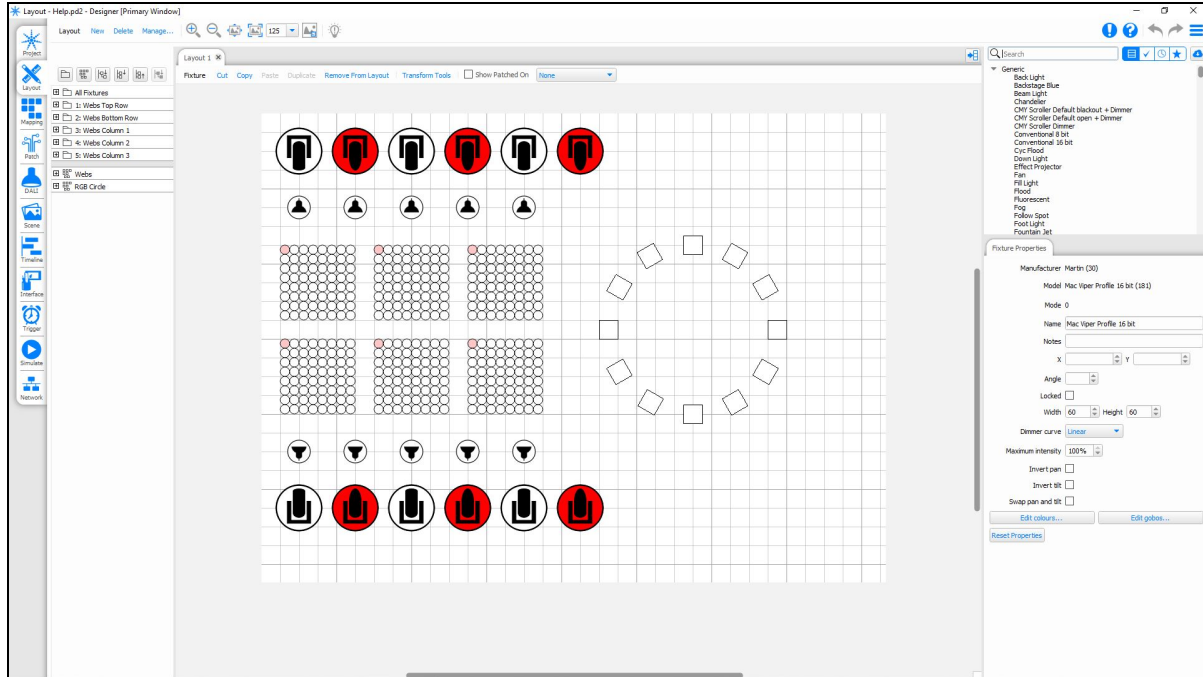 Layout - Help.pd2 - Designer [Primary Window]
Project
Layout
Mapping
Patch
DALI
Scene
Timeline
Interface
Trigger
Simulate
Network
Layout New Delete Manage...
125
All Fixtures
1: Webs Top Row
2: Webs Bottom Row
3: Webs Column 1
4: Webs Column 2
5: Webs Column 3
Webs
RGB Circle
Layout 1
Fixture Cut Copy Paste Duplicate Remove From Layout Transform Tools Show Patched On None
Search
Generic
Back Light
Backstage Blue
Beam Light
Chandelier
CMY Scroller Default blackout + Dimmer
CMY Scroller Default open + Dimmer
CMY Scroller Dimmer
Conventional 8 bit
Conventional 16 bit
Cyc Flood
Down Light
Effect Projector
Fan
Fill Light
Flood
Fluorescent
Fog
Follow Spot
Foot Light
Fountain Jet
Fixture Properties
Manufacturer Martin (30)
Model Mac Viper Profile 16 bit (181)
Mode 0
Name Mac Viper Profile 16 bit
Notes
X Y
Angle
Locked
Width 60 Height 60
Dimmer curve Linear
Maximum intensity 100%
Invert pan
Invert tilt
Swap pan and tilt
Edit colours... Edit gobos...
Reset Properties